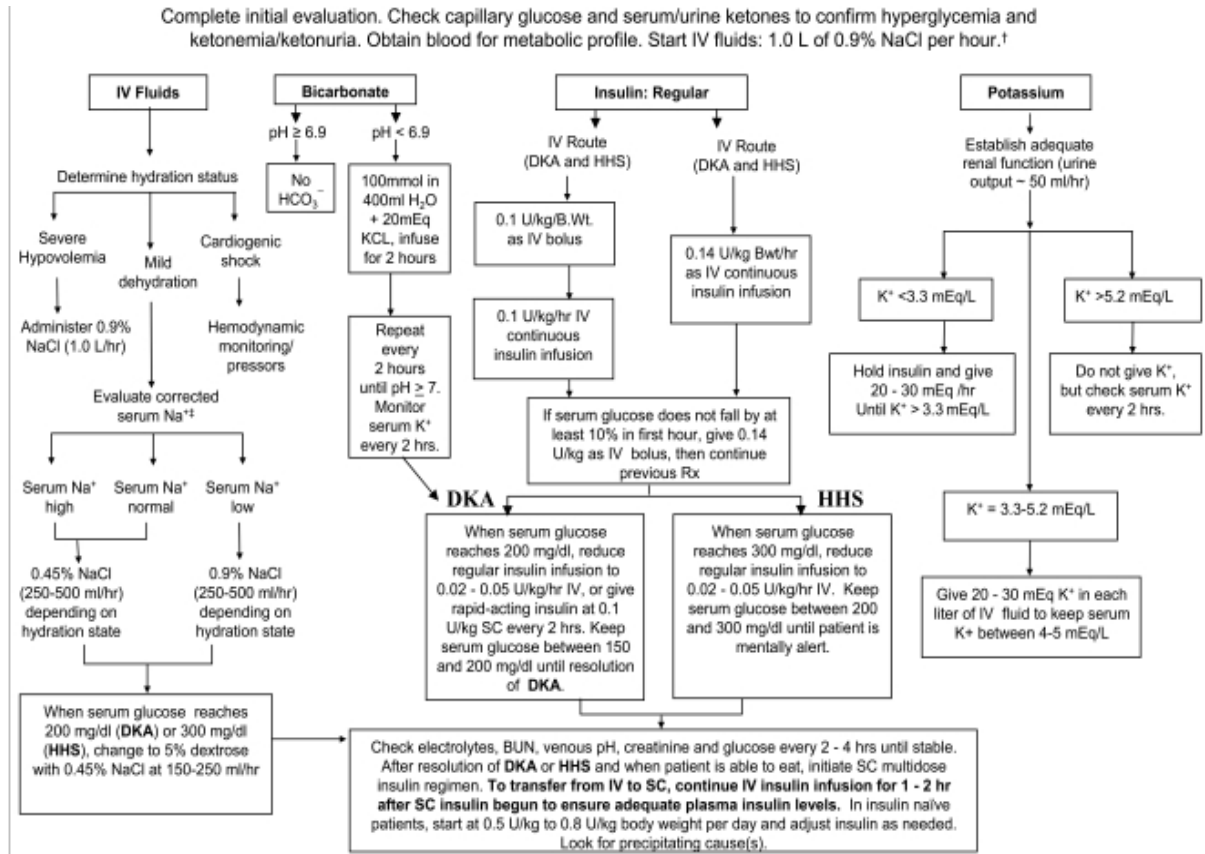 Complete initial evaluation. Check capillary glucose and serum/urine ketones to confirm hyperglycemia and
ketonemia/ketonuria. Obtain blood for metabolic profile. Start IV fluids: 1.0 L of 0.9% NaCl per hour.†
IV Fluids
Determine hydration status
Severe
Hypovolemia
Mild
dehydration
Cardiogenic
shock
Administer 0.9%
NaCl (1.0 L/hr)
Hemodynamic
monitoring/
pressors
Evaluate corrected
serum Na⁺‡
Serum Na⁺
high
Serum Na⁺
normal
Serum Na⁺
low
0.45% NaCl
(250-500 ml/hr)
depending on
hydration state
0.9% NaCl
(250-500 ml/hr)
depending on
hydration state
When serum glucose reaches
200 mg/dl (DKA) or 300 mg/dl
(HHS), change to 5% dextrose
with 0.45% NaCl at 150-250 ml/hr
Bicarbonate
pH ≥ 6.9
pH < 6.9
No
HCO₃⁻
100mmol in
400ml H₂O
+ 20mEq
KCL, infuse
for 2 hours
Repeat
every
2 hours
until pH ≥ 7.
Monitor
serum K⁺
every 2 hrs.
Insulin: Regular
IV Route
(DKA and HHS)
IV Route
(DKA and HHS)
0.1 U/kg/B.Wt.
as IV bolus
0.14 U/kg Bwt/hr
as IV continuous
insulin infusion
0.1 U/kg/hr IV
continuous
insulin infusion
If serum glucose does not fall by at
least 10% in first hour, give 0.14
U/kg as IV bolus, then continue
previous Rx
DKA
HHS
When serum glucose
reaches 200 mg/dl, reduce
regular insulin infusion to
0.02 - 0.05 U/kg/hr IV, or give
rapid-acting insulin at 0.1
U/kg SC every 2 hrs. Keep
serum glucose between 150
and 200 mg/dl until resolution
of DKA.
When serum glucose
reaches 300 mg/dl, reduce
regular insulin infusion to
0.02 - 0.05 U/kg/hr IV. Keep
serum glucose between 200
and 300 mg/dl until patient is
mentally alert.
Potassium
Establish adequate
renal function (urine
output ~ 50 ml/hr)
K⁺ <3.3 mEq/L
K⁺ >5.2 mEq/L
Hold insulin and give
20 - 30 mEq /hr
Until K⁺ > 3.3 mEq/L
Do not give K⁺,
but check serum K⁺
every 2 hrs.
K⁺ = 3.3-5.2 mEq/L
Give 20 - 30 mEq K⁺ in each
liter of IV fluid to keep serum
K+ between 4-5 mEq/L
Check electrolytes, BUN, venous pH, creatinine and glucose every 2 - 4 hrs until stable.
After resolution of DKA or HHS and when patient is able to eat, initiate SC multidose
insulin regimen. To transfer from IV to SC, continue IV insulin infusion for 1 - 2 hr
after SC insulin begun to ensure adequate plasma insulin levels. In insulin naïve
patients, start at 0.5 U/kg to 0.8 U/kg body weight per day and adjust insulin as needed.
Look for precipitating cause(s).